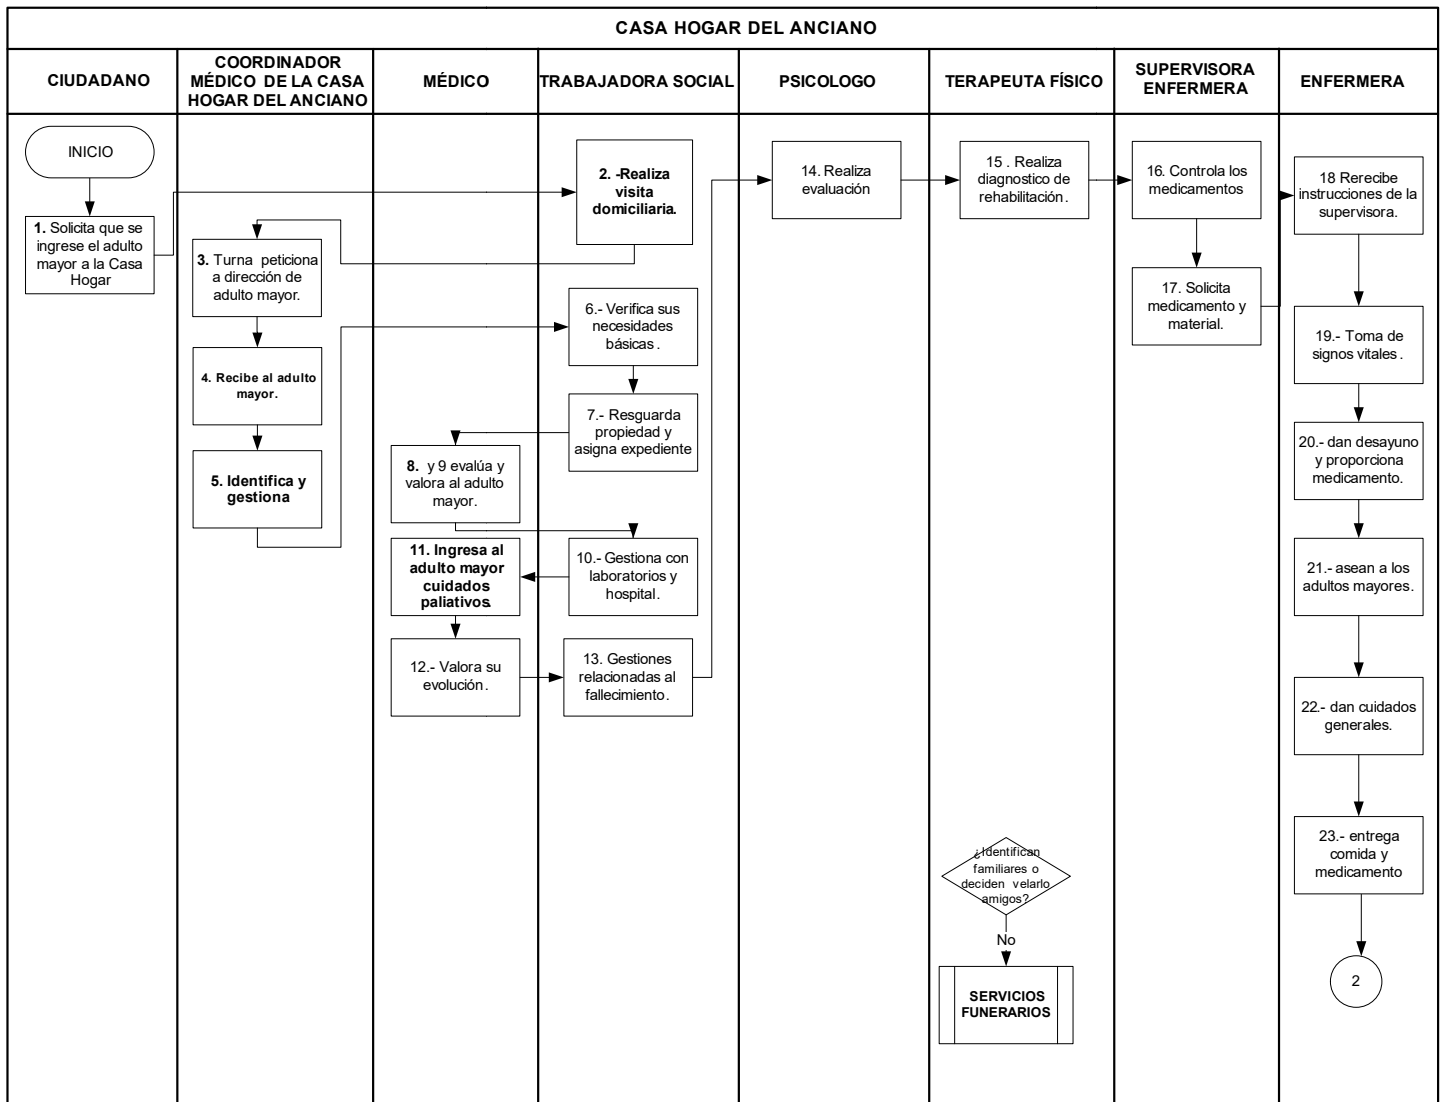 CASA HOGAR DEL ANCIANO
CIUDADANO
COORDINADOR
MÉDICO DE LA CASA
HOGAR DEL ANCIANO
MÉDICO
TRABAJADORA SOCIAL
PSICOLOGO
TERAPEUTA FÍSICO
SUPERVISORA
ENFERMERA
ENFERMERA
INICIO
1. Solicita que se
ingrese el adulto
mayor a la Casa
Hogar
2. -Realiza
visita
domiciliaria.
3. Turna peticiona
a dirección de
adulto mayor.
4. Recibe al adulto
mayor.
5. Identifica y
gestiona
6.- Verifica sus
necesidades
básicas.
7.- Resguarda
propiedad y
asigna expediente
8. y 9 evalúa y
valora al adulto
mayor.
10.- Gestiona con
laboratorios y
hospital.
11. Ingresa al
adulto mayor
cuidados
paliativos.
12.- Valora su
evolución.
13. Gestiones
relacionadas al
fallecimiento.
14. Realiza
evaluación
15 . Realiza
diagnostico de
rehabilitación.
16. Controla los
medicamentos
17. Solicita
medicamento y
material.
18 Rerecibe
instrucciones de la
supervisora.
19.- Toma de
signos vitales.
20.- dan desayuno
y proporciona
medicamento.
21.- asean a los
adultos mayores.
22.- dan cuidados
generales.
23.- entrega
comida y
medicamento
2
¿Identifican
familiares o
deciden velarlo
amigos?
No
SERVICIOS
FUNERARIOS